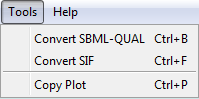 Tools Help
Convert SBML-QUAL Ctrl+B
Convert SIF Ctrl+F
Copy Plot Ctrl+P